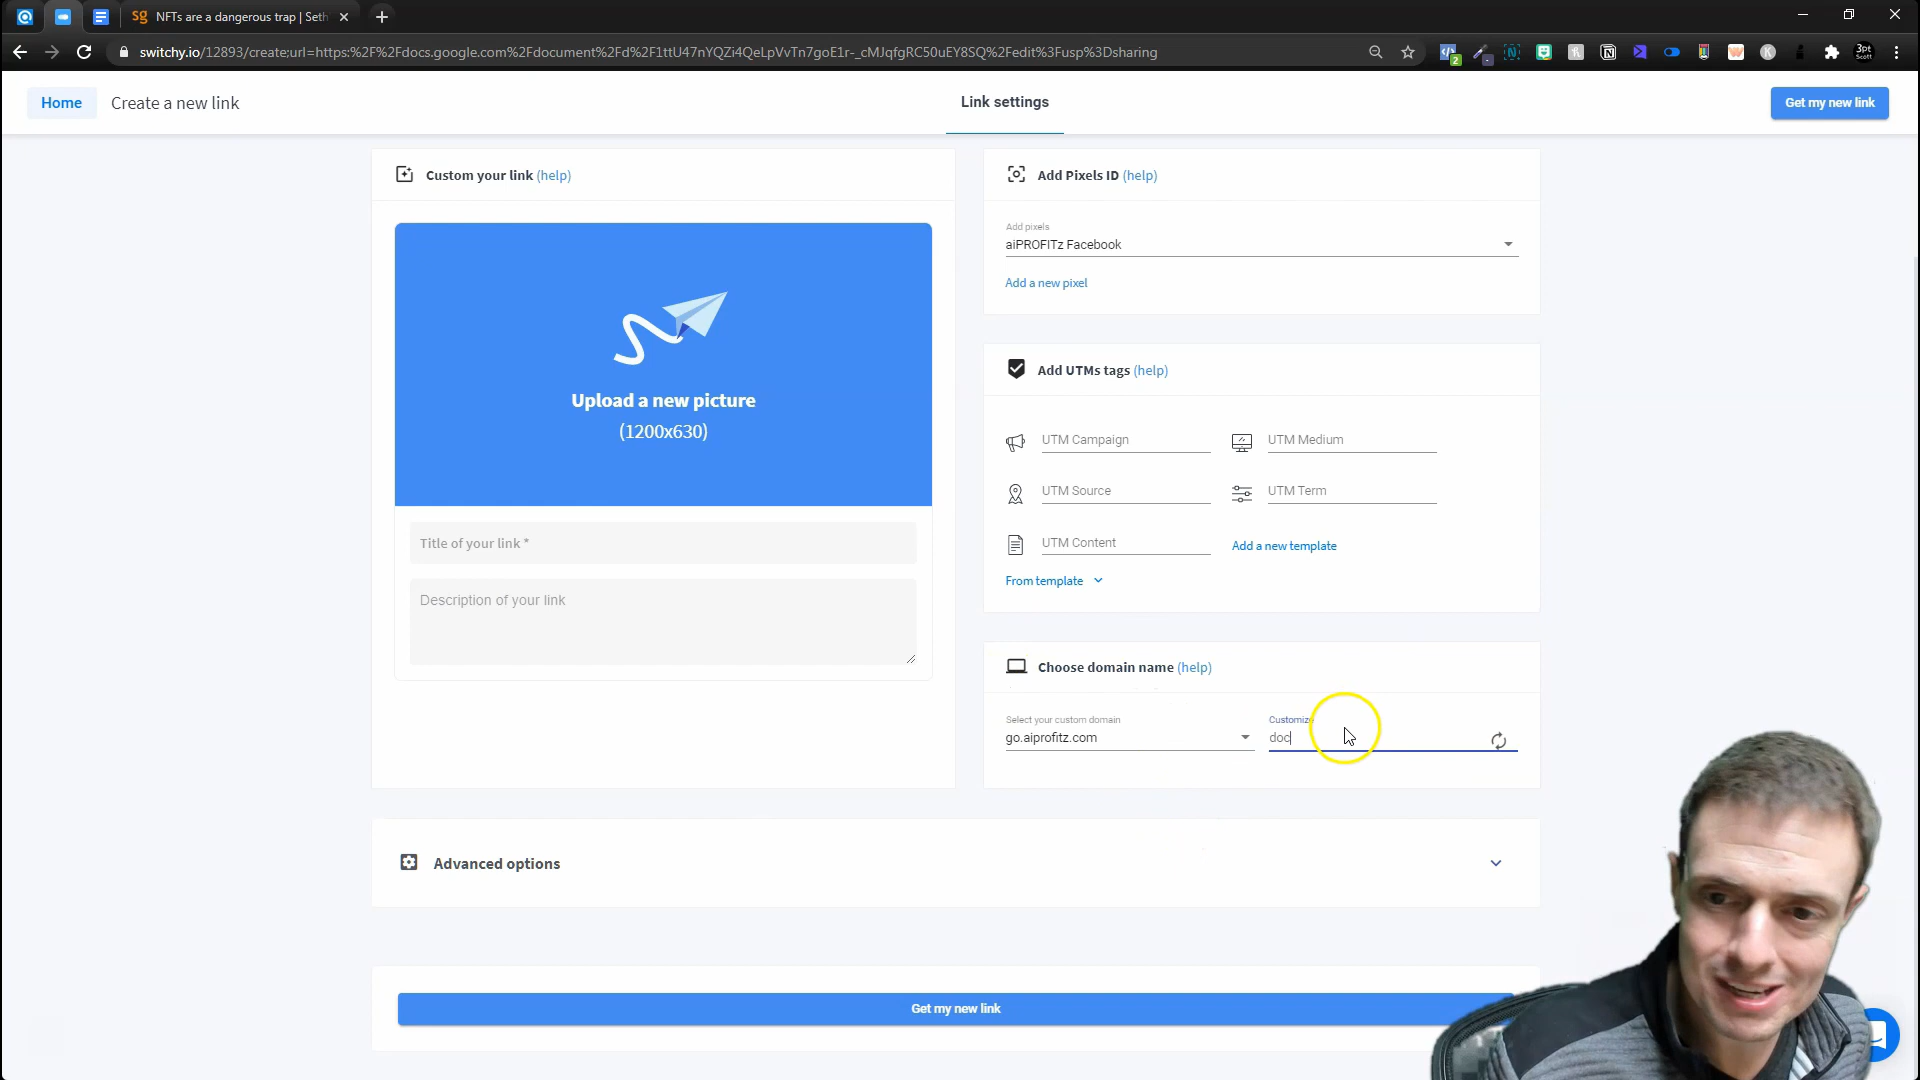 NFTs are a dangerous trap | Seth
switchy.io/12893/create;url=https:%2F%2Fdocs.google.com%2Fdocument%2Fd%2F1ttU47nYQZi4QeLpVvTn7goE1r-_cMJqfgRC50uEY8SQ%2Fedit%3Fusp%3Dsharing
Home
Create a new link
Link settings
Get my new link
Custom your link (help)
Upload a new picture
(1200x630)
Title of your link *
Description of your link
Add Pixels ID (help)
Add pixels
aiPROFITz Facebook
Add a new pixel
Add UTMs tags (help)
UTM Campaign
UTM Medium
UTM Source
UTM Term
UTM Content
Add a new template
From template
Choose domain name (help)
Select your custom domain
go.aiprofitz.com
Customize
doc
Advanced options
Get my new link